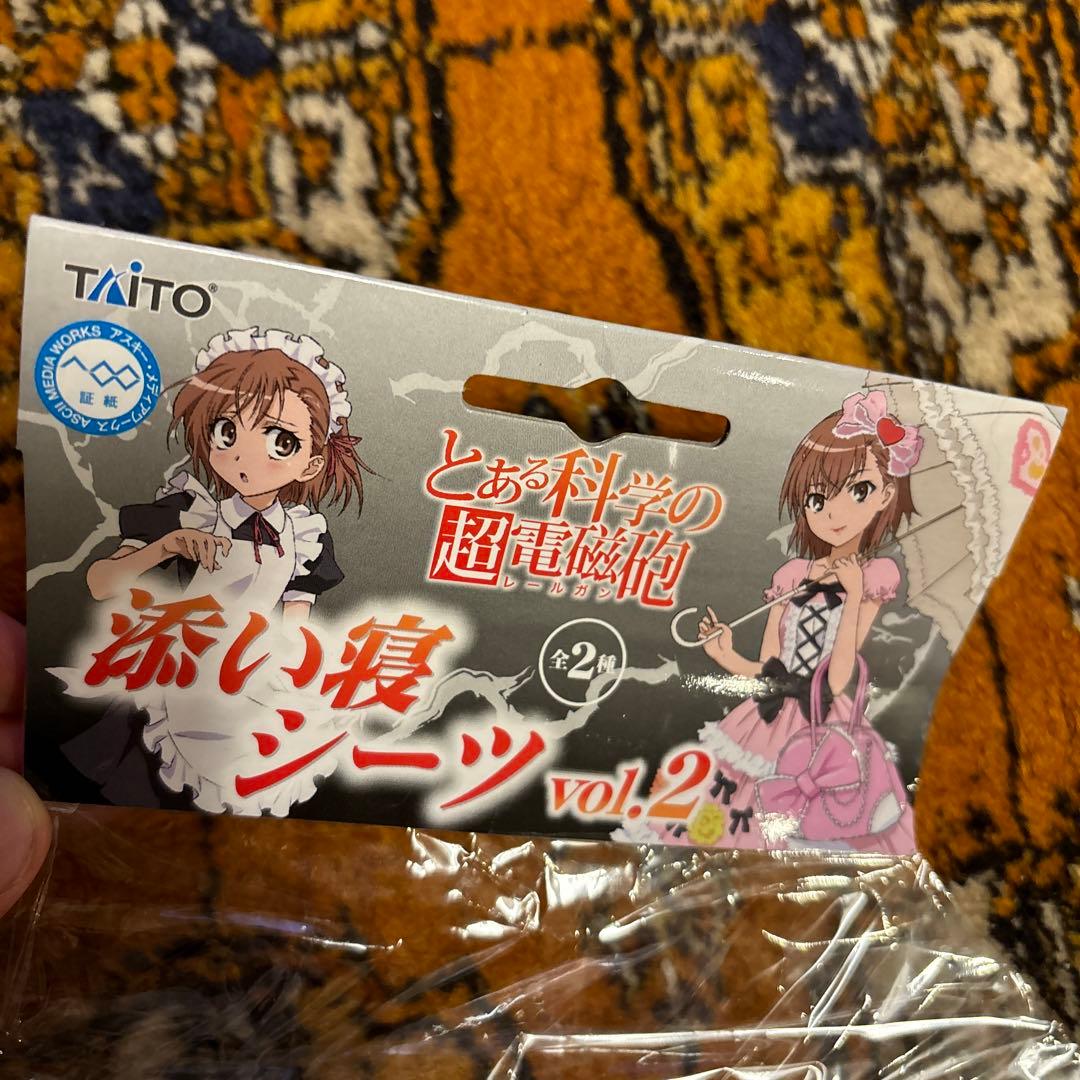 TAITO®
ASCII MEDIA WORKS アスキー・メディアワークス
証紙
とある科学の
超電磁砲
レールガン
添い寝
シーツ
全2種
vol.2